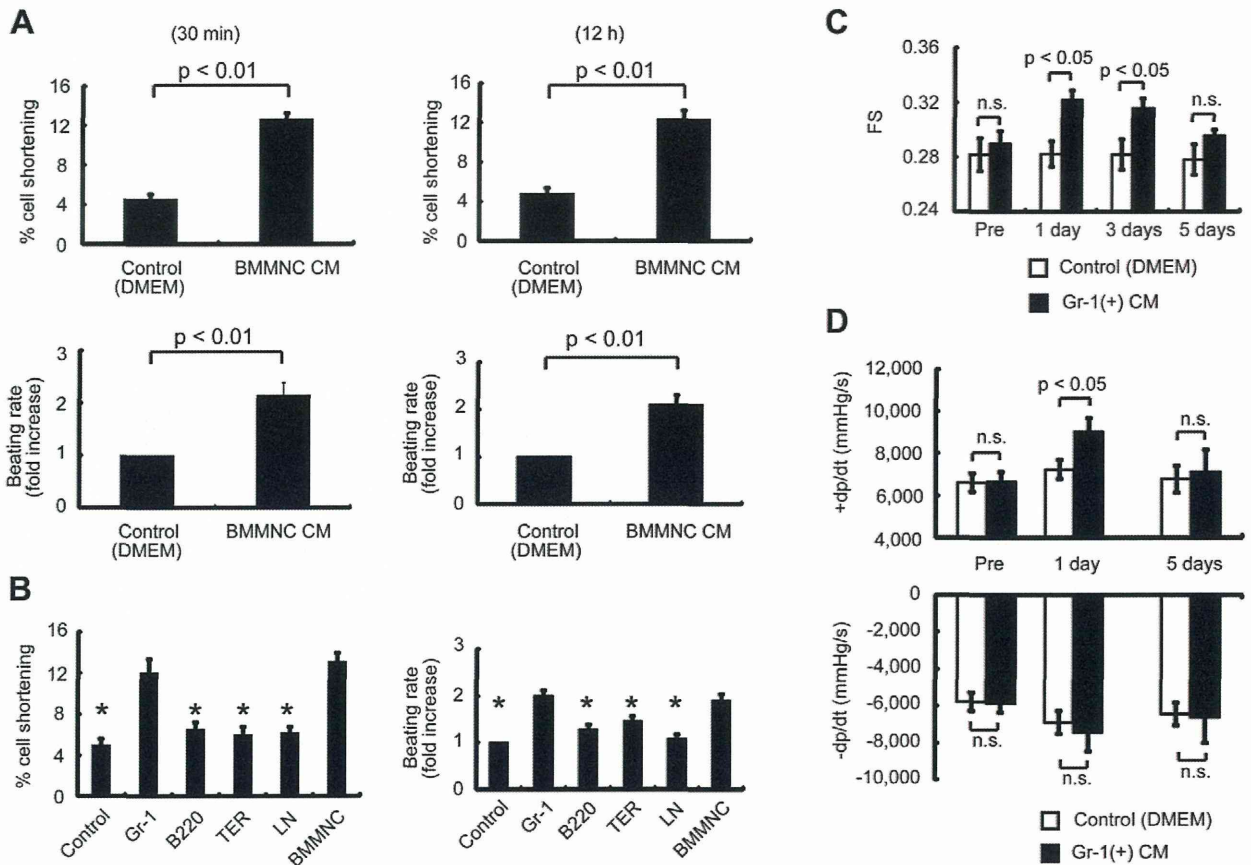 A
(30 min)
p < 0.01
% cell shortening
16
12
8
4
0
Control
(DMEM)
BMMNC CM
(12 h)
p < 0.01
% cell shortening
16
12
8
4
0
Control
(DMEM)
BMMNC CM
p < 0.01
Beating rate
(fold increase)
3
2
1
0
Control
(DMEM)
BMMNC CM
p < 0.01
Beating rate
(fold increase)
3
2
1
0
Control
(DMEM)
BMMNC CM
B
% cell shortening
16
12
8
4
0
* * * *
Control
Gr-1
B220
TER
LN
BMMNC
Beating rate
(fold increase)
3
2
1
0
* * * *
Control
Gr-1
B220
TER
LN
BMMNC
C
FS
0.36
0.32
0.28
0.24
n.s.
p < 0.05
p < 0.05
n.s.
Pre
1 day
3 days
5 days
Control (DMEM)
Gr-1(+) CM
D
+dp/dt (mmHg/s)
12,000
10,000
8,000
6,000
4,000
n.s.
p < 0.05
n.s.
Pre
1 day
5 days
-dp/dt (mmHg/s)
0
-2,000
-4,000
-6,000
-8,000
-10,000
n.s.
n.s.
n.s.
Control (DMEM)
Gr-1(+) CM